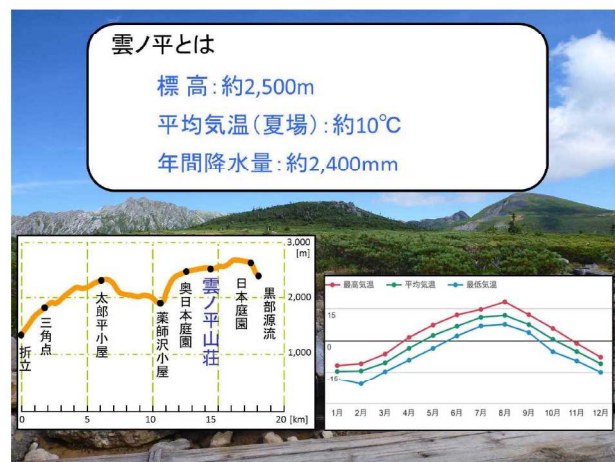 雲ノ平とは
標 高：約2,500m
平均気温（夏場）：約10℃
年間降水量：約2,400mm
3,000
[m]
2,000
1,000
折立
三角点
太郎平小屋
薬師沢小屋
奥日本庭園
雲ノ平山荘
日本庭園
黒部源流
0 5 10 15 20 [km]
最高気温 平均気温 最低気温
15
0
-15
1月 2月 3月 4月 5月 6月 7月 8月 9月 10月 11月 12月